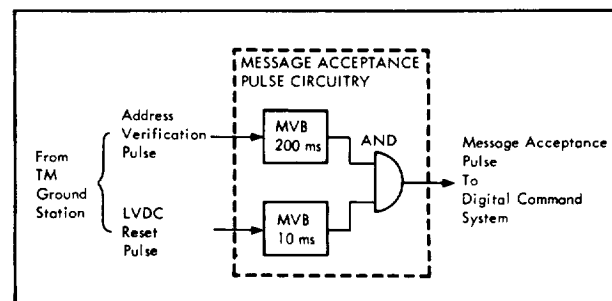 MESSAGE ACCEPTANCE
PULSE CIRCUITRY
Address
Verification
Pulse
MVB
200 ms
AND
From
TM
Ground
Station
Message Acceptance
Pulse
To
Digital Command
System
LVDC
Reset
Pulse
MVB
10 ms